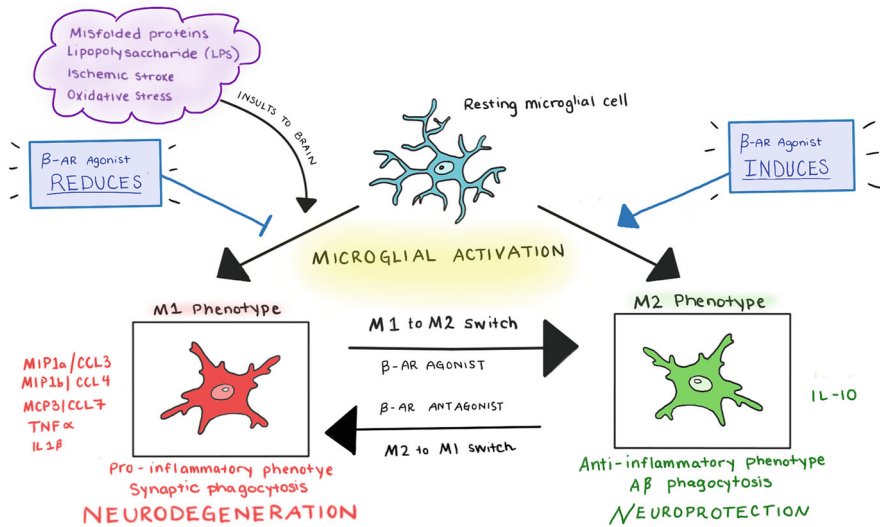 Misfolded proteins
Lipopolysaccharide (LPS)
Ischemic stroke
Oxidative Stress
INSULTS TO BRAIN
Resting microglial cell
β-AR Agonist
REDUCES
β-AR Agonist
INDUCES
MICROGLIAL ACTIVATION
M1 Phenotype
M2 Phenotype
M1 to M2 switch
β-AR AGONIST
β-AR ANTAGONIST
M2 to M1 switch
MIP1a/CCL3
MIP1b/CCL4
MCP3/CCL7
TNFα
IL1β
IL-10
Pro-inflammatory phenotye
Synaptic phagocytosis
NEURODEGENERATION
Anti-inflammatory phenotype
Aβ phagocytosis
NEUROPROTECTION